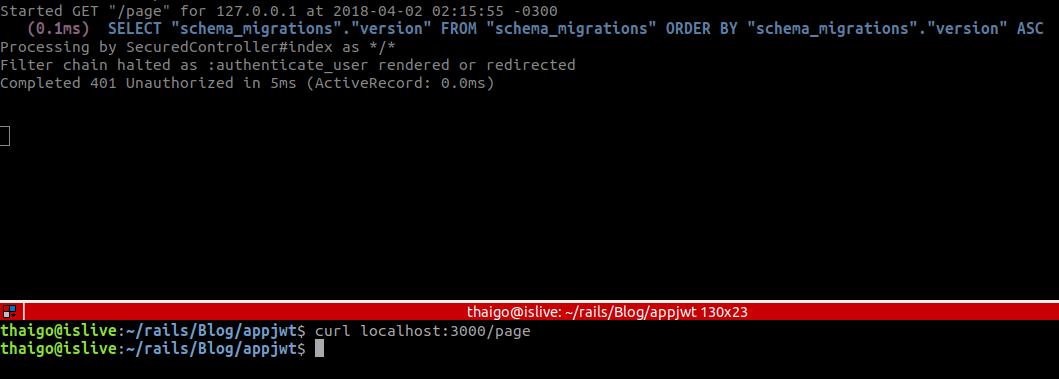 Started GET "/page" for 127.0.0.1 at 2018-04-02 02:15:55 -0300
(0.1ms) SELECT "schema_migrations"."version" FROM "schema_migrations" ORDER BY "schema_migrations"."version" ASC
Processing by SecuredController#index as */*
Filter chain halted as :authenticate_user rendered or redirected
Completed 401 Unauthorized in 5ms (ActiveRecord: 0.0ms)
thaigo@islive: ~/rails/Blog/appjwt 130x23
thaigo@islive:~/rails/Blog/appjwt$ curl localhost:3000/page
thaigo@islive:~/rails/Blog/appjwt$